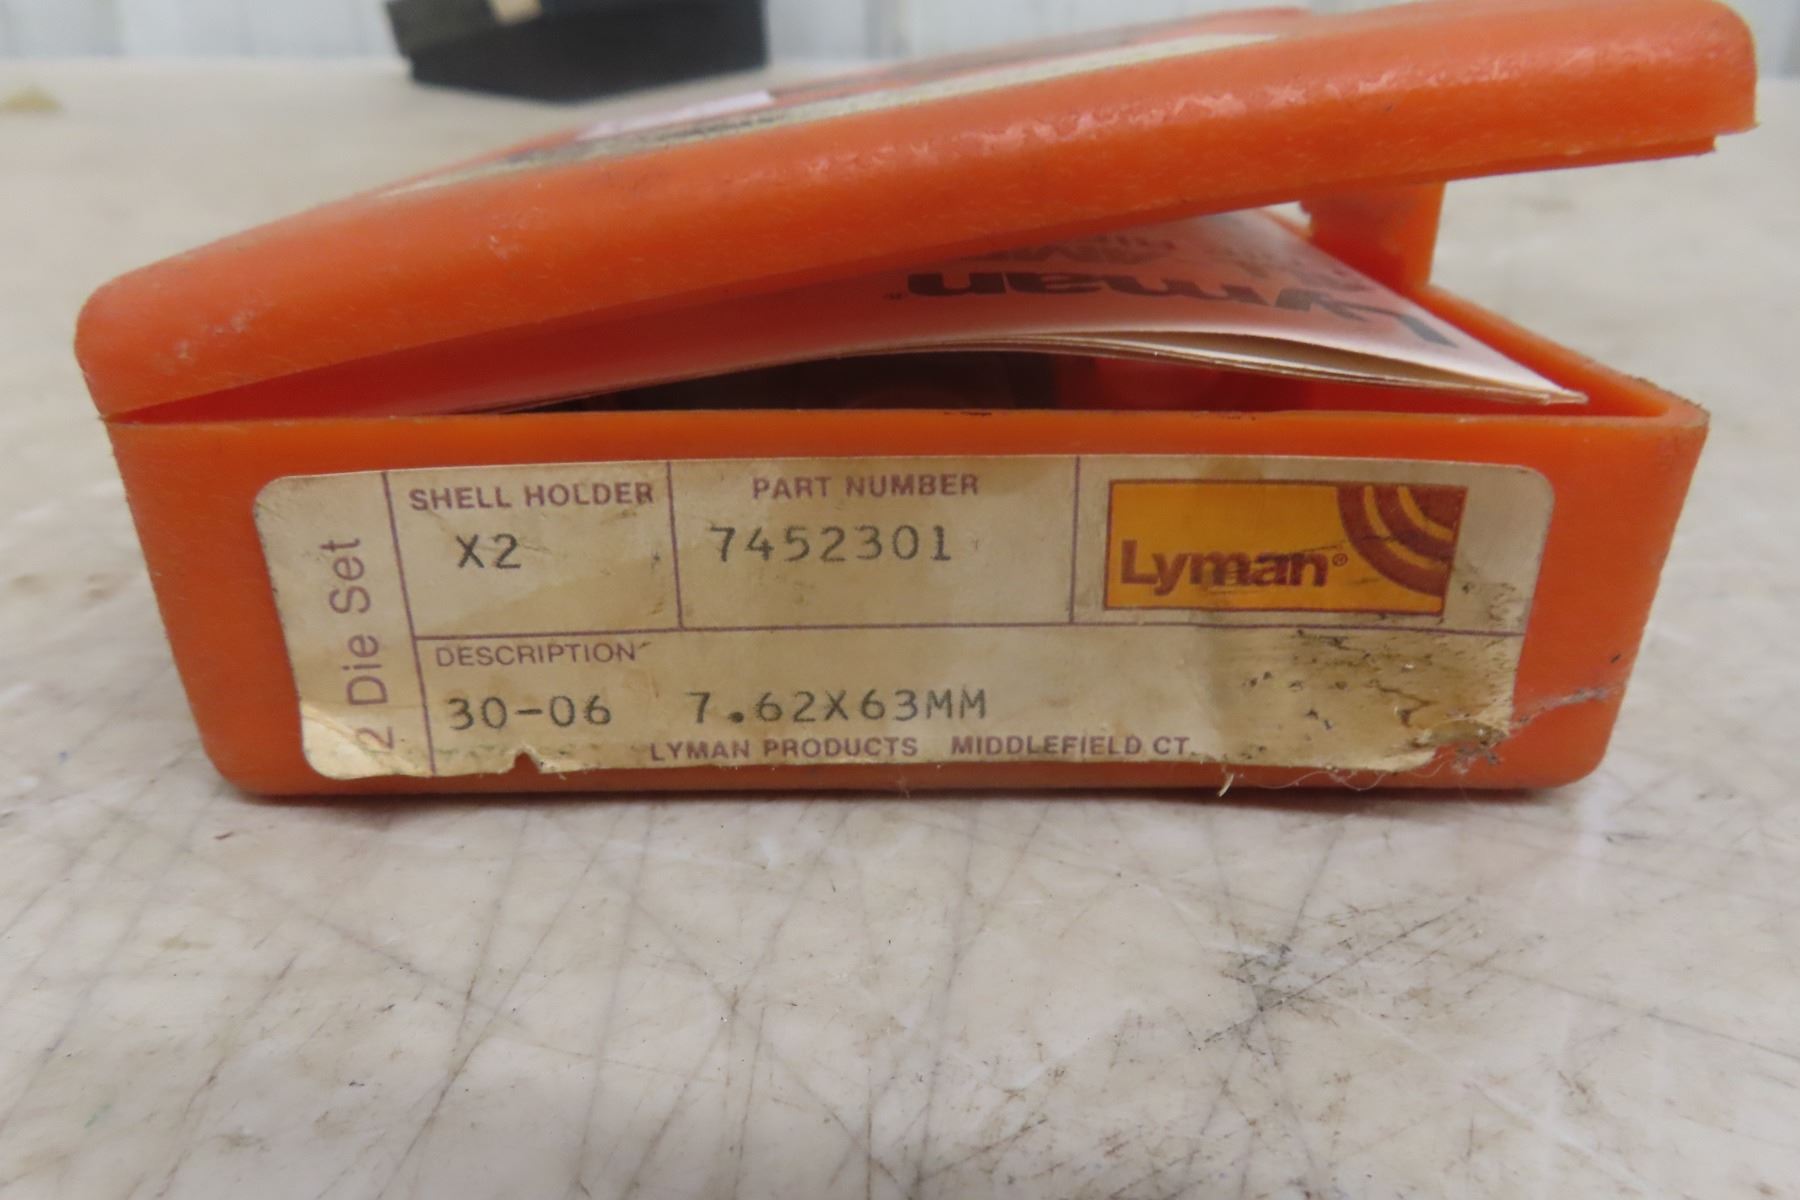 Lyman®
2 Die Set
SHELL HOLDER
X2
PART NUMBER
7452301
Lyman®
DESCRIPTION
30-06 7.62X63MM
LYMAN PRODUCTS MIDDLEFIELD CT.